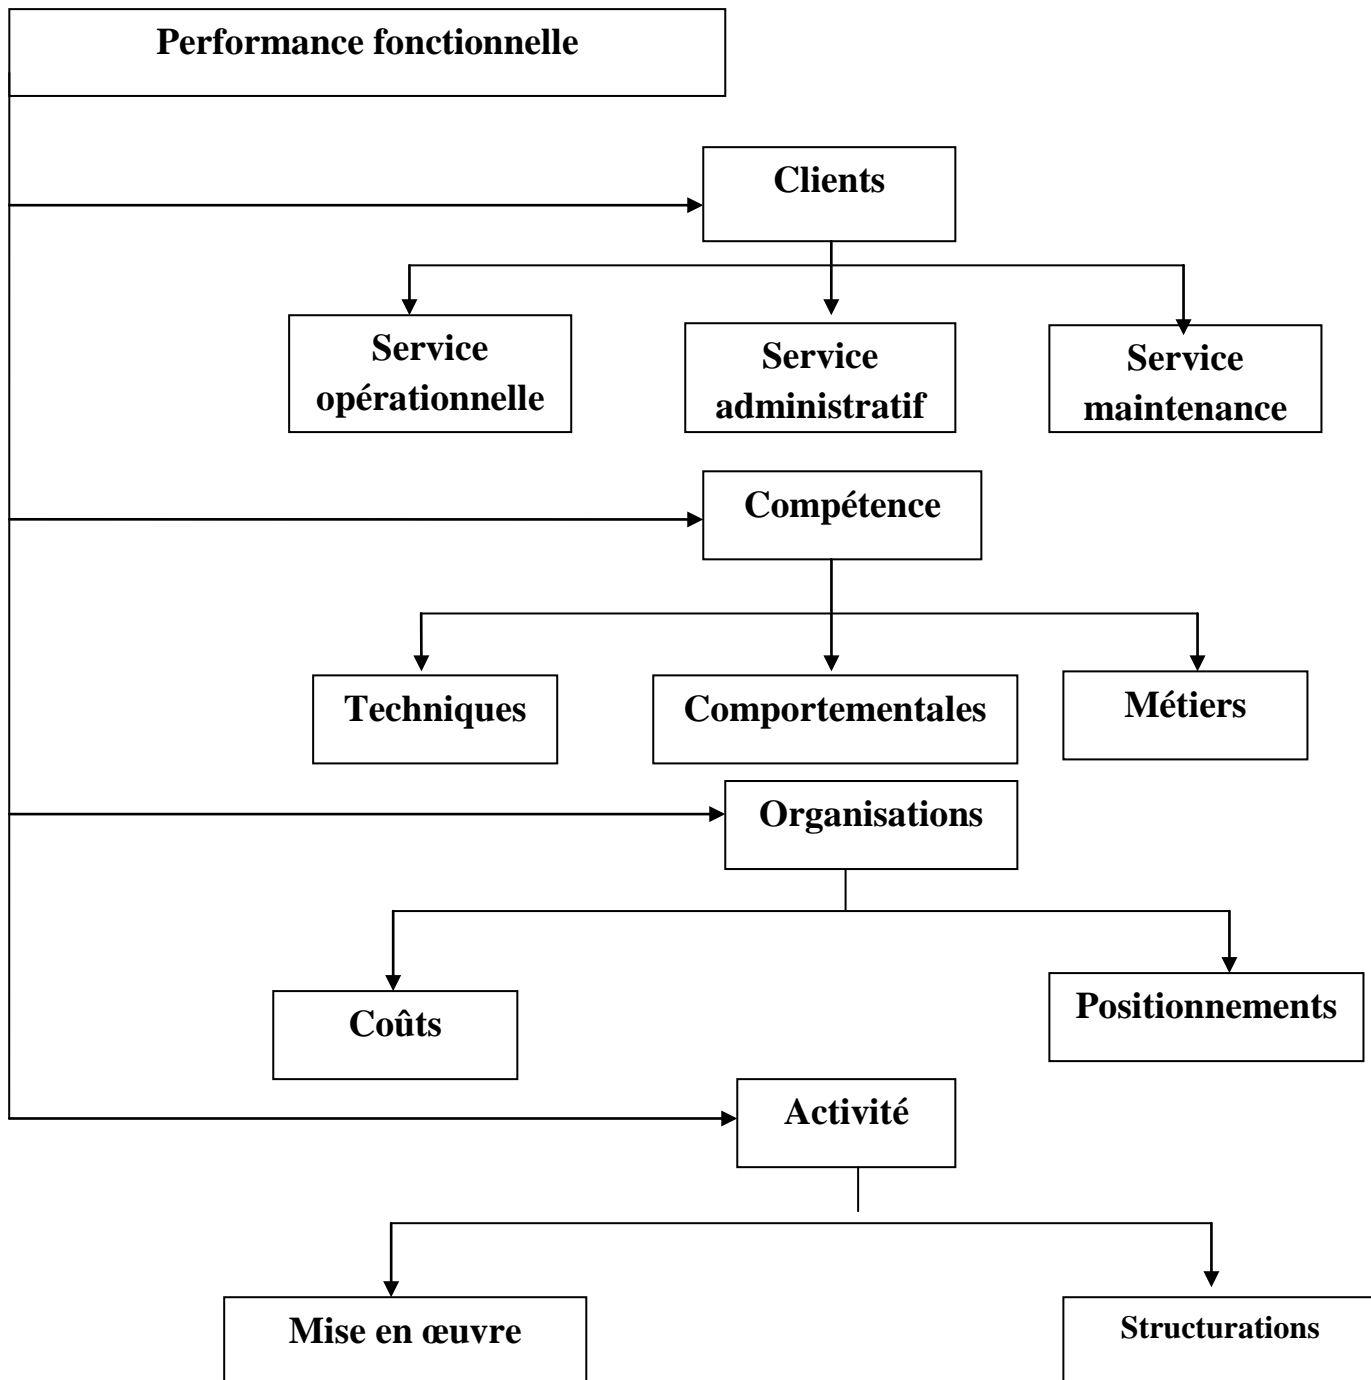 Performance fonctionnelle
Clients
Service
opérationnelle
Service
administratif
Service
maintenance
Compétence
Techniques
Comportementales
Métiers
Organisations
Coûts
Positionnements
Activité
Mise en œuvre
Structurations